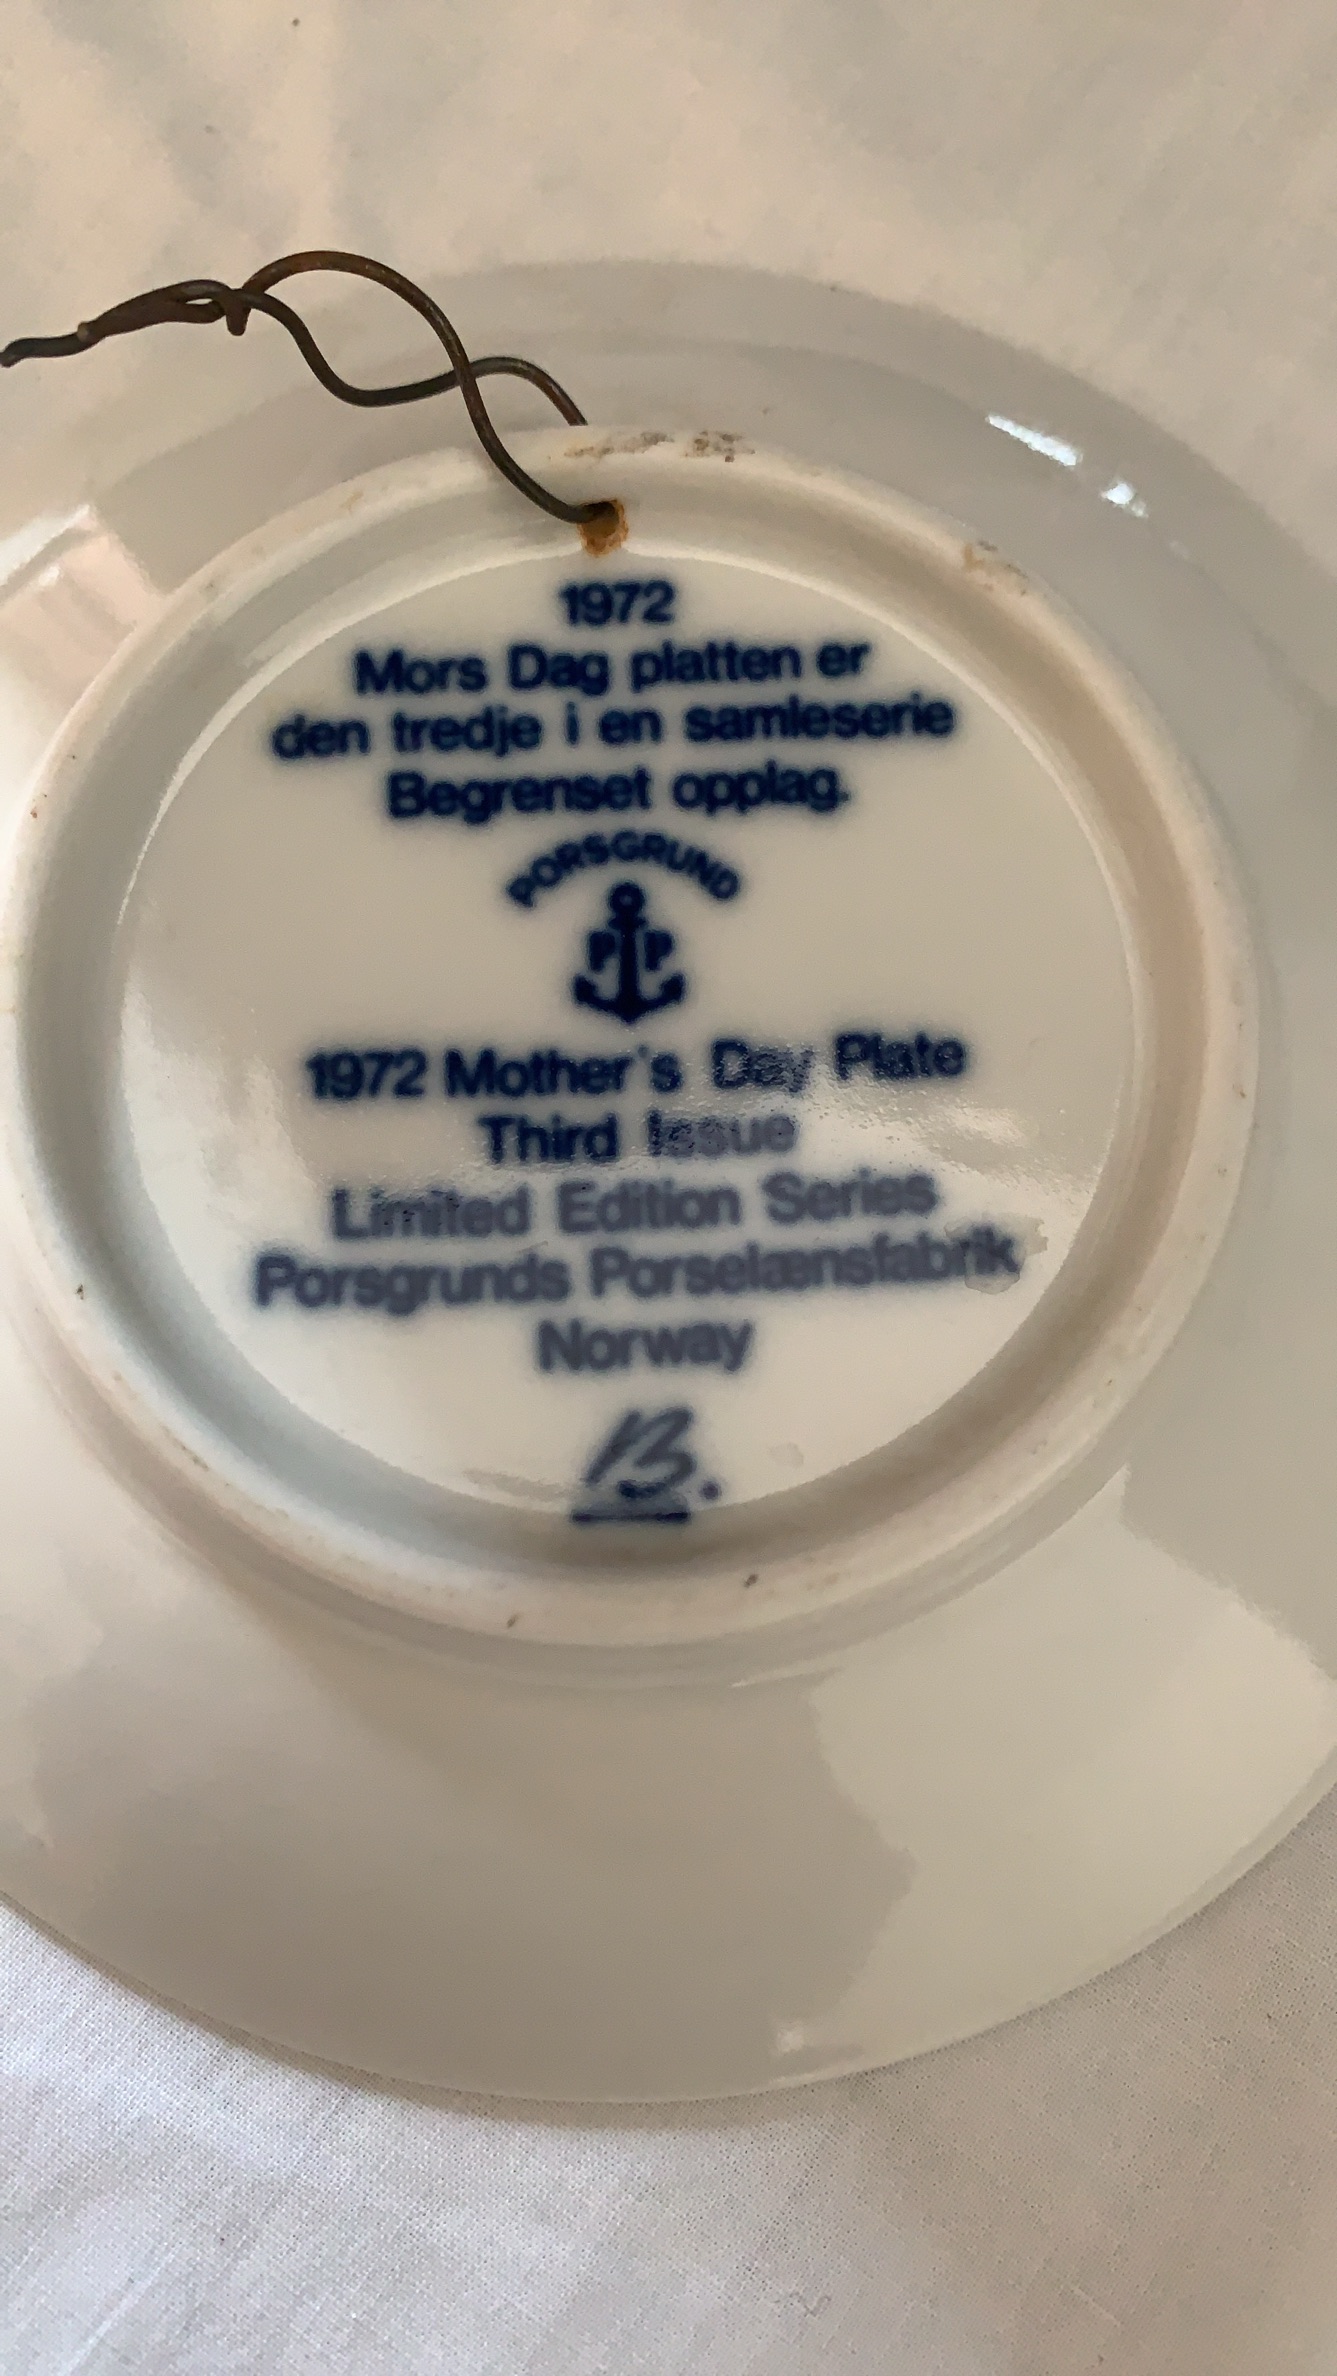 1972
Mors Dag platten er
den tredje i en samleserie
Begrenset opplag.
PORSGRUND
P P
1972 Mother's Day Plate
Third Issue
Limited Edition Series
Porsgrunds Porselænsfabrik
Norway
B.